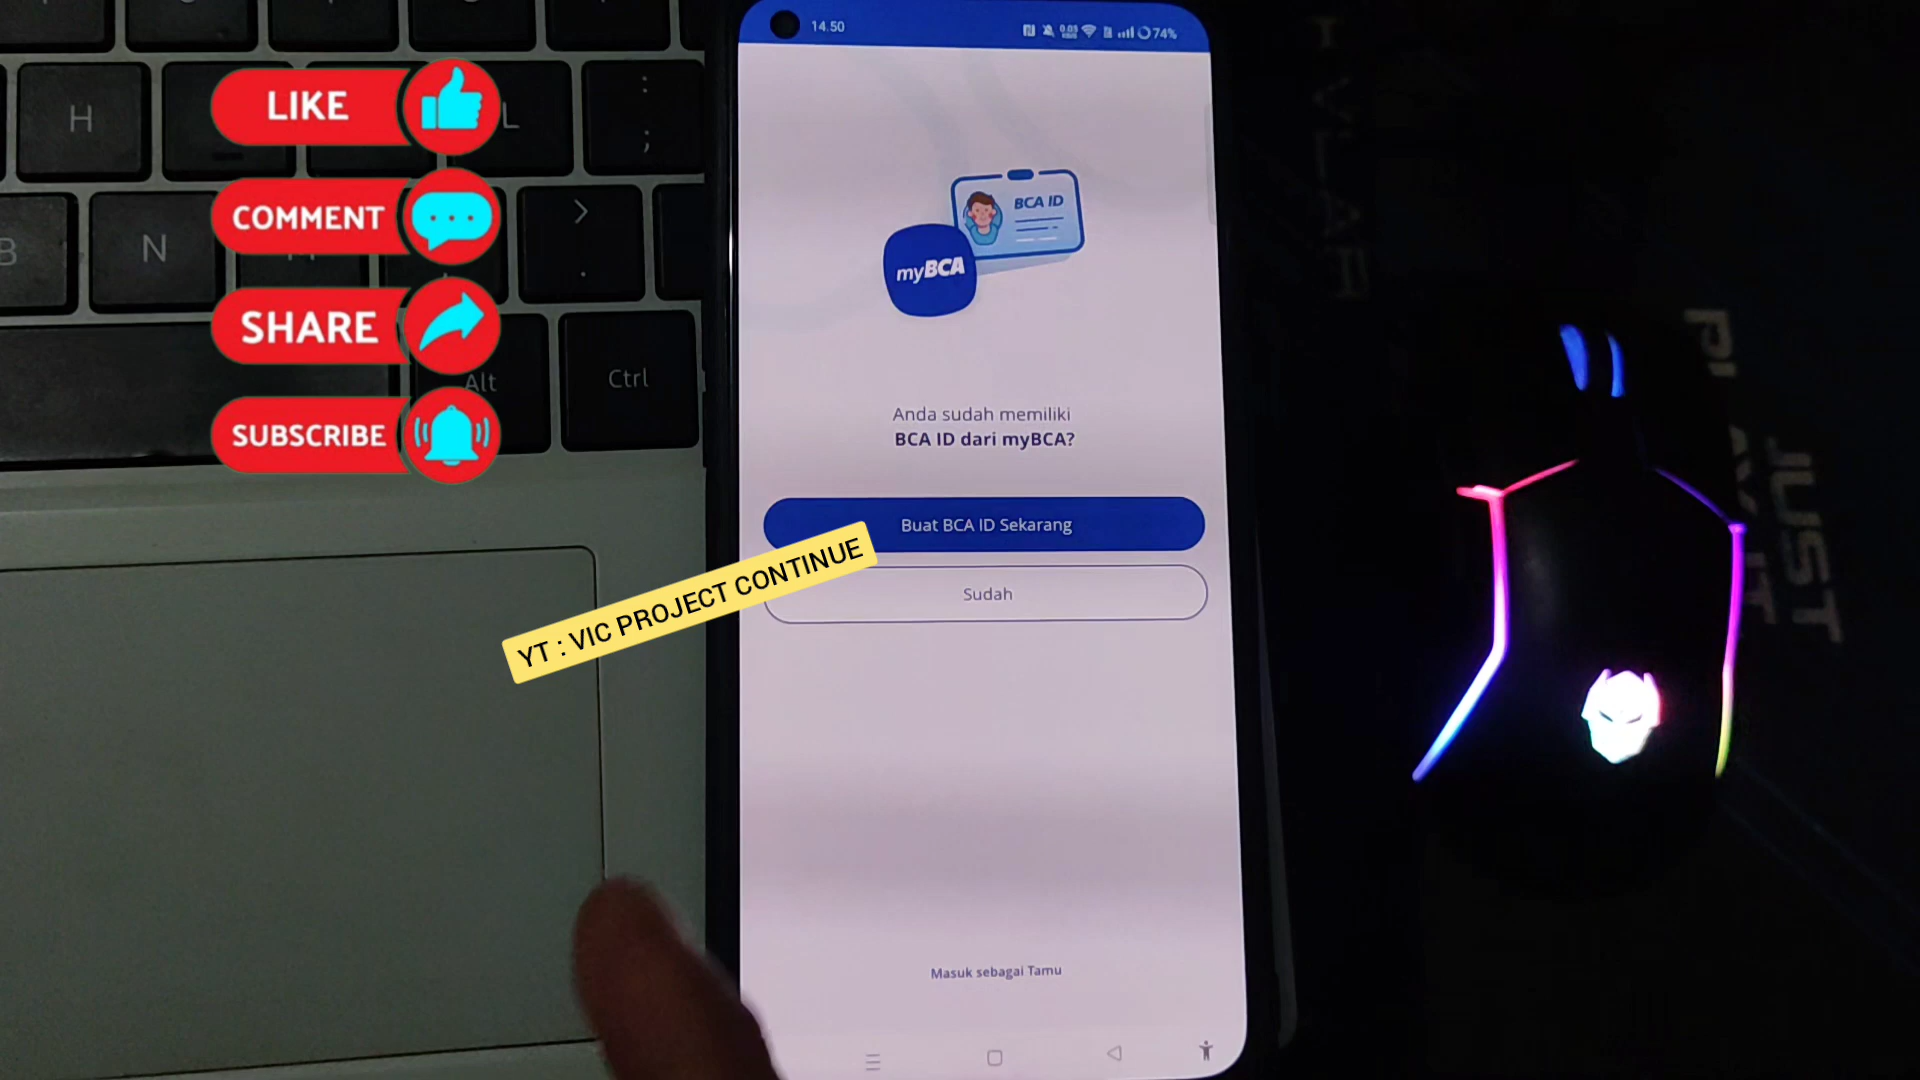 14.50
74%
LIKE
COMMENT
SHARE
SUBSCRIBE
H
L
:
;
B
N
>
.
Alt
Ctrl
BCA ID
myBCA
Anda sudah memiliki
BCA ID dari myBCA?
Buat BCA ID Sekarang
Sudah
YT : VIC PROJECT CONTINUE
Masuk sebagai Tamu
JUST